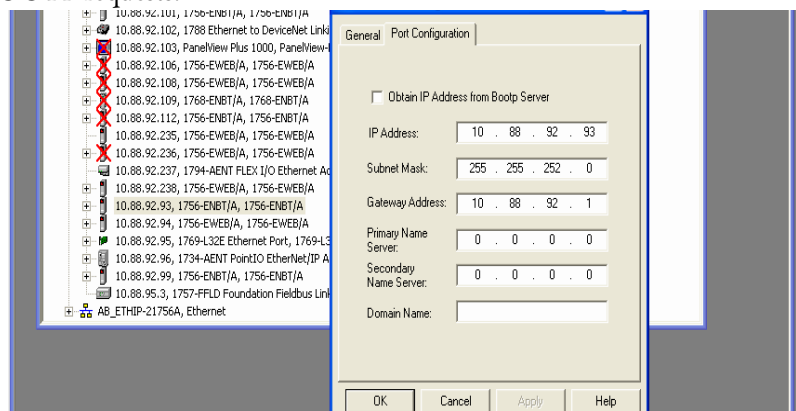 requests.
10.88.92.101, 1756-ENBT/A, 1756-ENBT/A
10.88.92.102, 1788 Ethernet to DeviceNet Linki
10.88.92.103, PanelView Plus 1000, PanelView-
10.88.92.106, 1756-EWEB/A, 1756-EWEB/A
10.88.92.108, 1756-EWEB/A, 1756-EWEB/A
10.88.92.109, 1768-ENBT/A, 1768-ENBT/A
10.88.92.112, 1756-ENBT/A, 1756-ENBT/A
10.88.92.235, 1756-EWEB/A, 1756-EWEB/A
10.88.92.236, 1756-EWEB/A, 1756-EWEB/A
10.88.92.237, 1794-AENT FLEX I/O Ethernet Ad
10.88.92.238, 1756-EWEB/A, 1756-EWEB/A
10.88.92.93, 1756-ENBT/A, 1756-ENBT/A
10.88.92.94, 1756-EWEB/A, 1756-EWEB/A
10.88.92.95, 1769-L32E Ethernet Port, 1769-L3
10.88.92.96, 1734-AENT PointIO EtherNet/IP A
10.88.92.99, 1756-ENBT/A, 1756-ENBT/A
10.88.95.3, 1757-FFLD Foundation Fieldbus Link
AB_ETHIP-21756A, Ethernet
General Port Configuration
Obtain IP Address from Bootp Server
IP Address: 10 . 88 . 92 . 93
Subnet Mask: 255 . 255 . 252 . 0
Gateway Address: 10 . 88 . 92 . 1
Primary Name
Server: 0 . 0 . 0 . 0
Secondary
Name Server: 0 . 0 . 0 . 0
Domain Name:
OK Cancel Apply Help